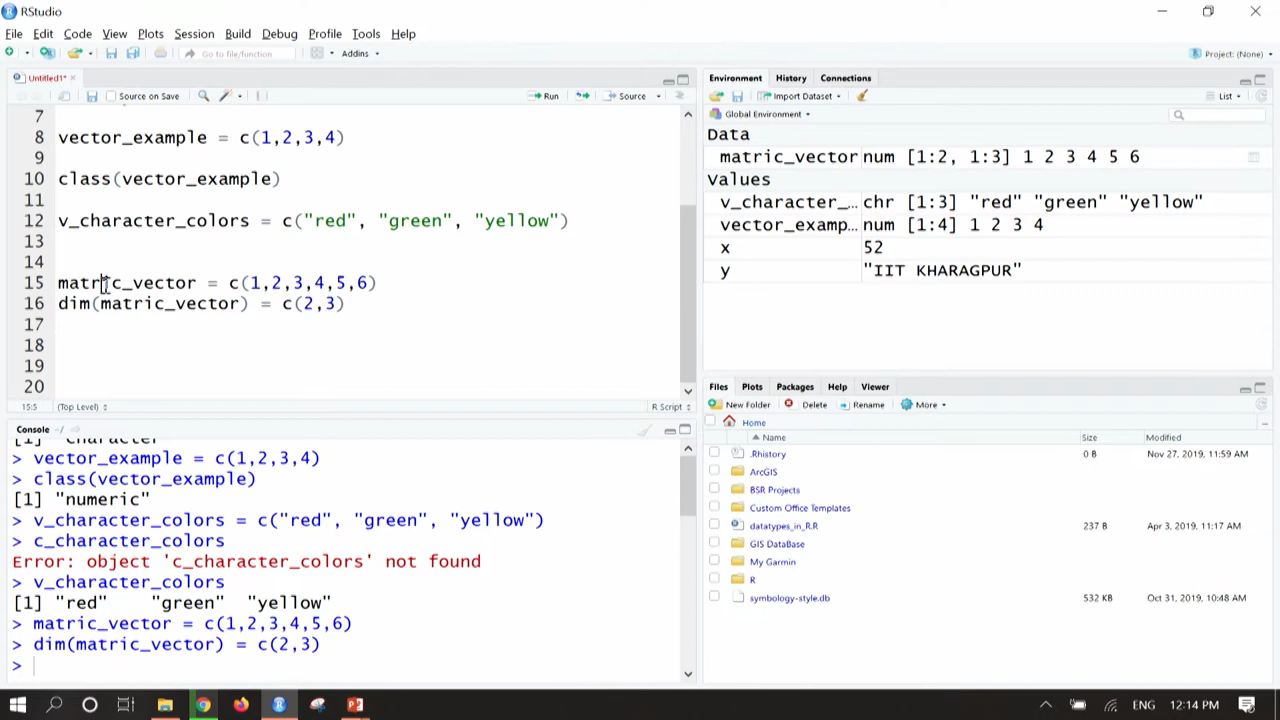 RStudio
File Edit Code View Plots Session Build Debug Profile Tools Help
Go to file/function Addins Project: (None)
Untitled1*
Source on Save Run Source
7
8 vector_example = c(1,2,3,4)
9
10 class(vector_example)
11
12 v_character_colors = c("red", "green", "yellow")
13
14
15 matric_vector = c(1,2,3,4,5,6)
16 dim(matric_vector) = c(2,3)
17
18
19
20
15:5 (Top Level) R Script
Console ~/
[1] "character"
> vector_example = c(1,2,3,4)
> class(vector_example)
[1] "numeric"
> v_character_colors = c("red", "green", "yellow")
> c_character_colors
Error: object 'c_character_colors' not found
> v_character_colors
[1] "red" "green" "yellow"
> matric_vector = c(1,2,3,4,5,6)
> dim(matric_vector) = c(2,3)
>
Environment History Connections
Import Dataset List
Global Environment
Data
matric_vector num [1:2, 1:3] 1 2 3 4 5 6
Values
v_character_... chr [1:3] "red" "green" "yellow"
vector_examp... num [1:4] 1 2 3 4
x 52
y "IIT KHARAGPUR"
Files Plots Packages Help Viewer
New Folder Delete Rename More
Home
Name Size Modified
.Rhistory 0 B Nov 27, 2019, 11:59 AM
ArcGIS
BSR Projects
Custom Office Templates
datatypes_in_R.R 237 B Apr 3, 2019, 11:17 AM
GIS DataBase
My Garmin
R
symbology-style.db 532 KB Oct 31, 2019, 10:48 AM
ENG 12:14 PM